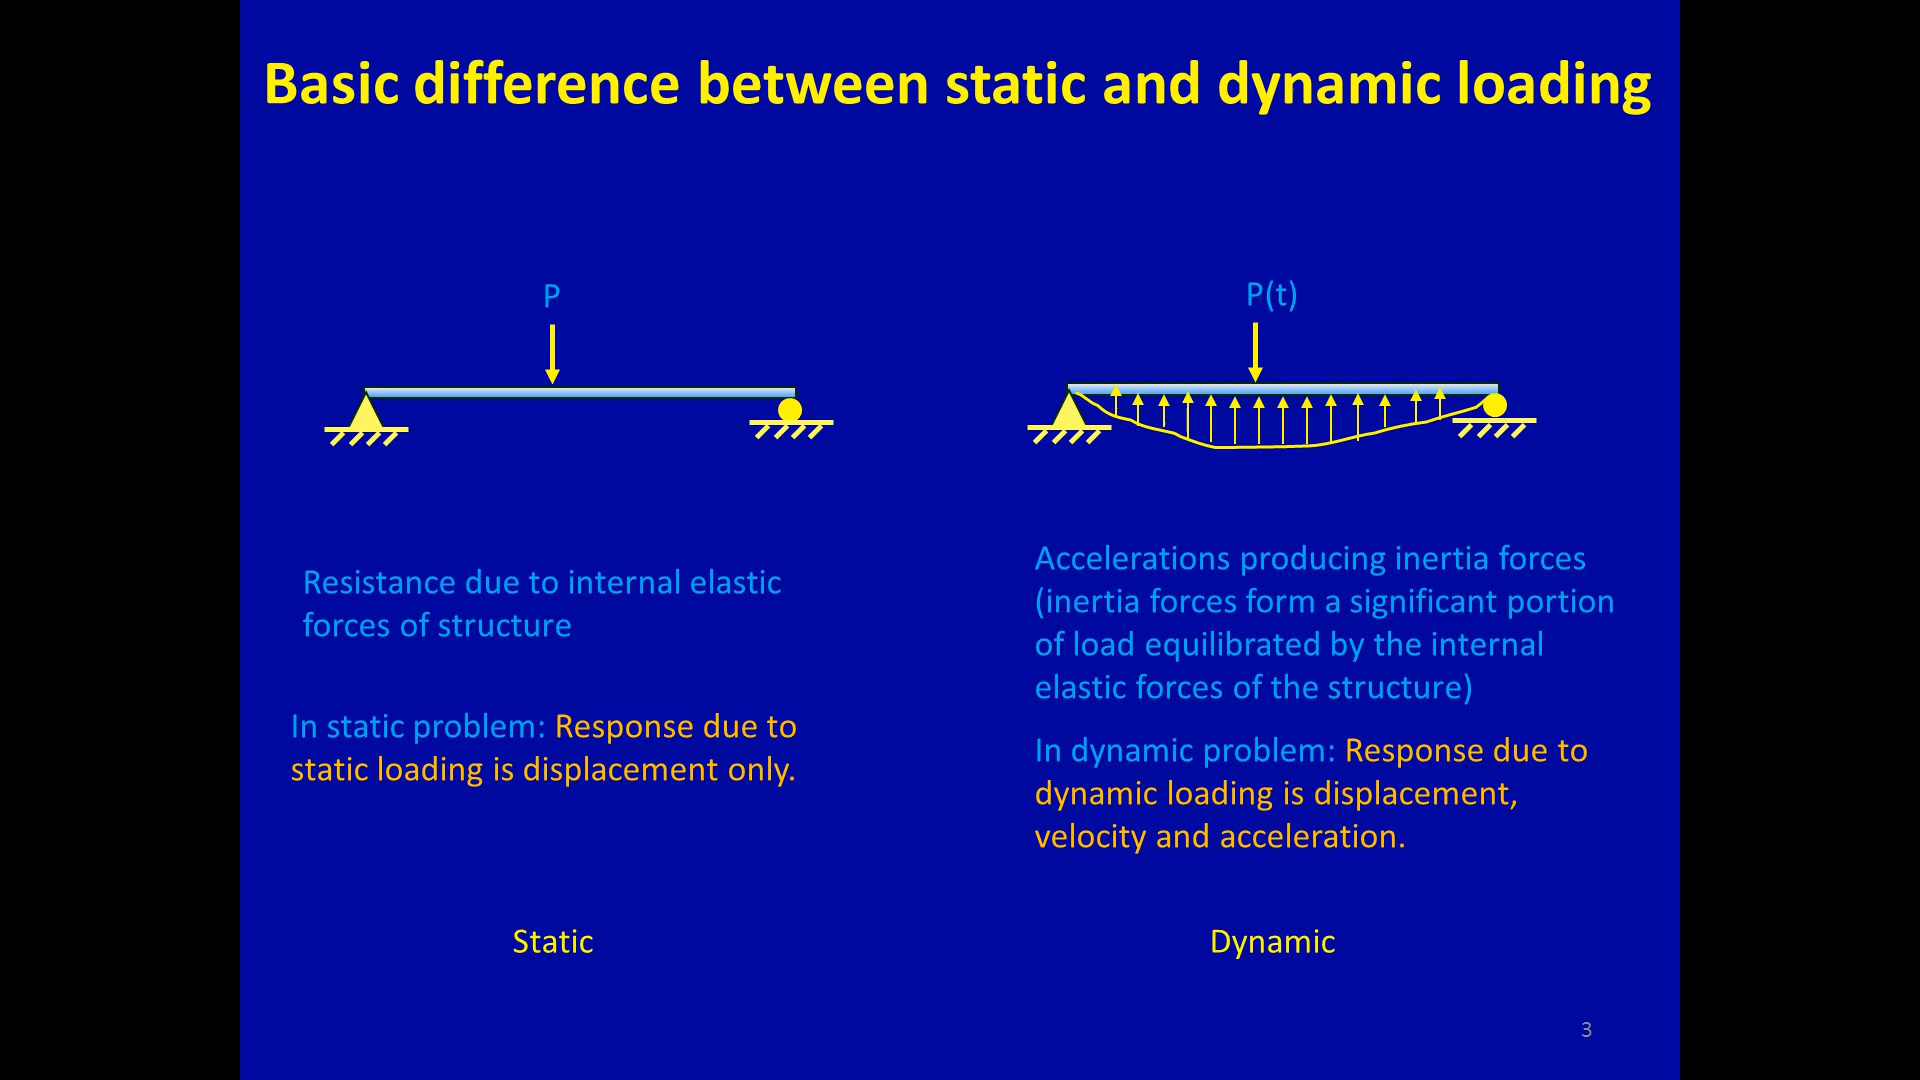 Basic difference between static and dynamic loading
P
Resistance due to internal elastic
forces of structure
In static problem: Response due to
static loading is displacement only.
Static
P(t)
Accelerations producing inertia forces
(inertia forces form a significant portion
of load equilibrated by the internal
elastic forces of the structure)
In dynamic problem: Response due to
dynamic loading is displacement,
velocity and acceleration.
Dynamic
3